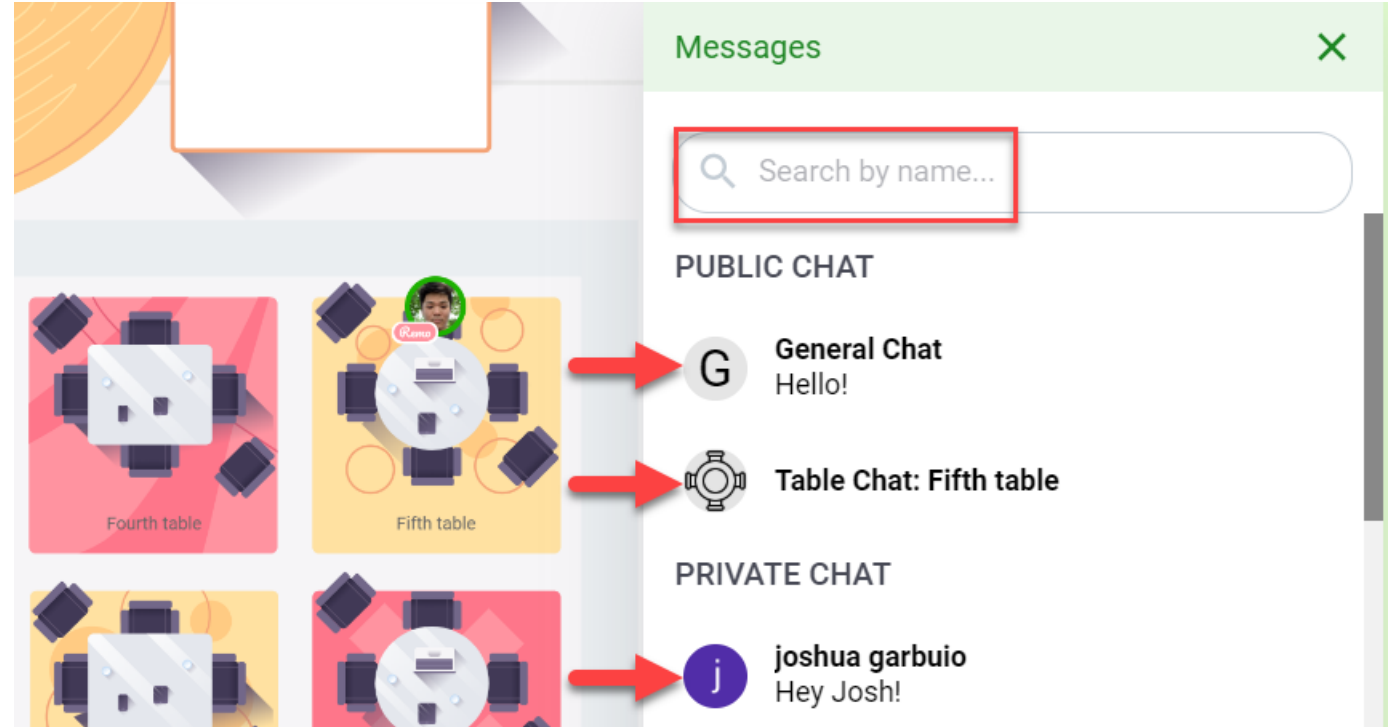 Messages
Search by name...
PUBLIC CHAT
G
General Chat
Hello!
Table Chat: Fifth table
PRIVATE CHAT
j
joshua garbuio
Hey Josh!
Remo
Fourth table
Fifth table